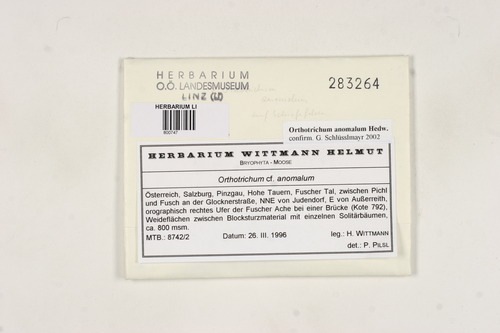 HERBARIUM
O.Ö. LANDESMUSEUM
LINZ (LI)
283264
anomalum
HERBARIUM LI
800747
Orthotrichum anomalum Hedw.
confirm. G. Schlüsslmayr 2002
HERBARIUM WITTMANN HELMUT
BRYOPHYTA - MOOSE
Orthotrichum cf. anomalum
Österreich, Salzburg, Pinzgau, Hohe Tauern, Fuscher Tal, zwischen Pichl
und Fusch an der Glocknerstraße, NNE von Judendorf, E von Außerreith,
orographisch rechtes Ufer der Fuscher Ache bei einer Brücke (Kote 792),
Weideflächen zwischen Blocksturzmaterial mit einzelnen Solitärbäumen,
ca. 800 msm.
MTB.: 8742/2 Datum: 26. III. 1996 leg.: H. WITTMANN
det.: P. PILSL